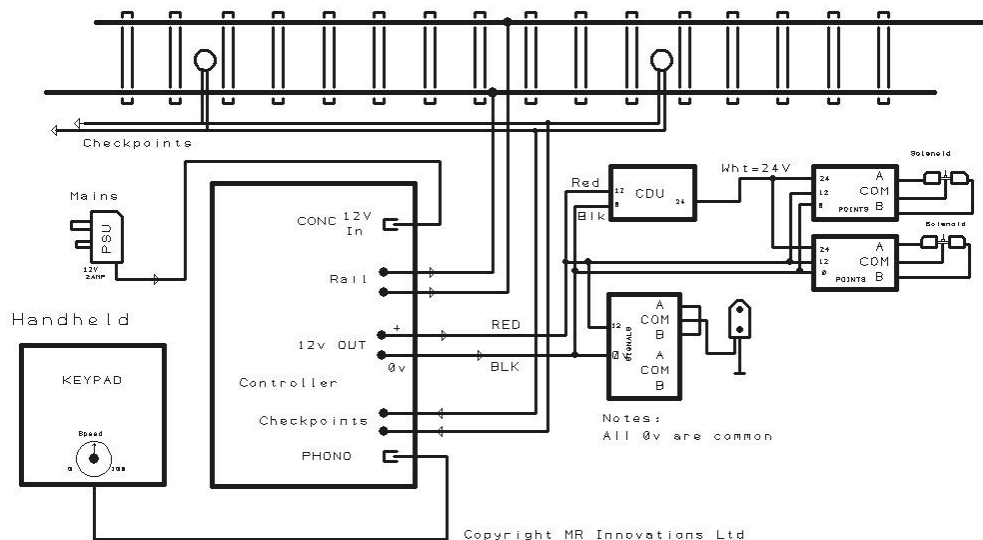 Checkpoints
Mains
PSU
12V
2AMP
CONC 12V
In
Rail
12v OUT
+
0v
Controller
Checkpoints
PHONO
RED
BLK
Handheld
KEYPAD
Speed
0
100
Red
Blk
12
0
CDU
24
Wht=24V
24
12
0
A
COM
B
POINTS
Solenoid
24
12
0
A
COM
B
POINTS
Solenoid
12
0v
SIGNALS
A
COM
B
A
COM
B
Notes:
All 0v are common
Copyright MR Innovations Ltd